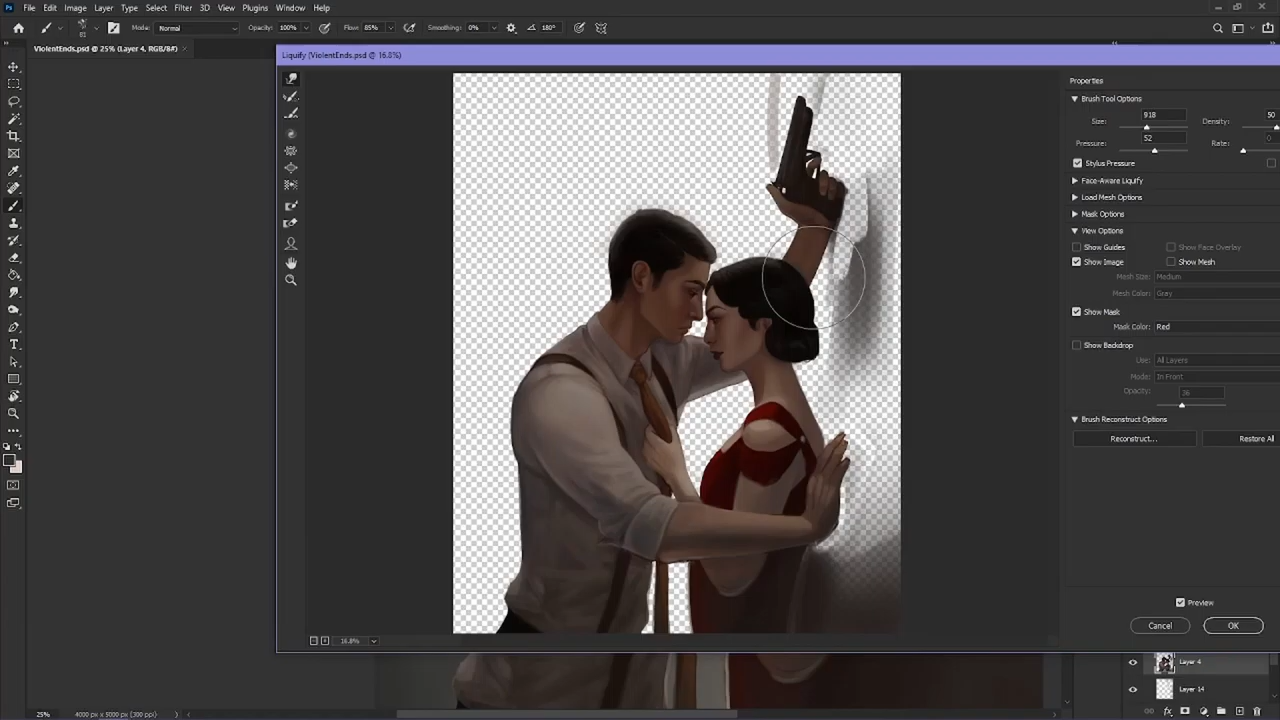 Ps File Edit Image Layer Type Select Filter 3D View Plugins Window Help
Mode: Normal Opacity: 100% Flow: 85% Smoothing: 0% 180°
ViolentEnds.psd @ 25% (Layer 4, RGB/8#)
Liquify (ViolentEnds.psd @ 16.8%)
Properties
Brush Tool Options
Size: 918 Density: 50
Pressure: 52 Rate: 0
Stylus Pressure
Face-Aware Liquify
Load Mesh Options
Mask Options
View Options
Show Guides Show Face Overlay
Show Image Show Mesh
Mesh Size: Medium
Mesh Color: Gray
Show Mask
Mask Color: Red
Show Backdrop
Use: All Layers
Mode: In Front
Opacity: 36
Brush Reconstruct Options
Reconstruct... Restore All
Preview
Cancel OK
16.8%
Layer 4
Layer 14
25% 4000 px x 5000 px (300 ppi)